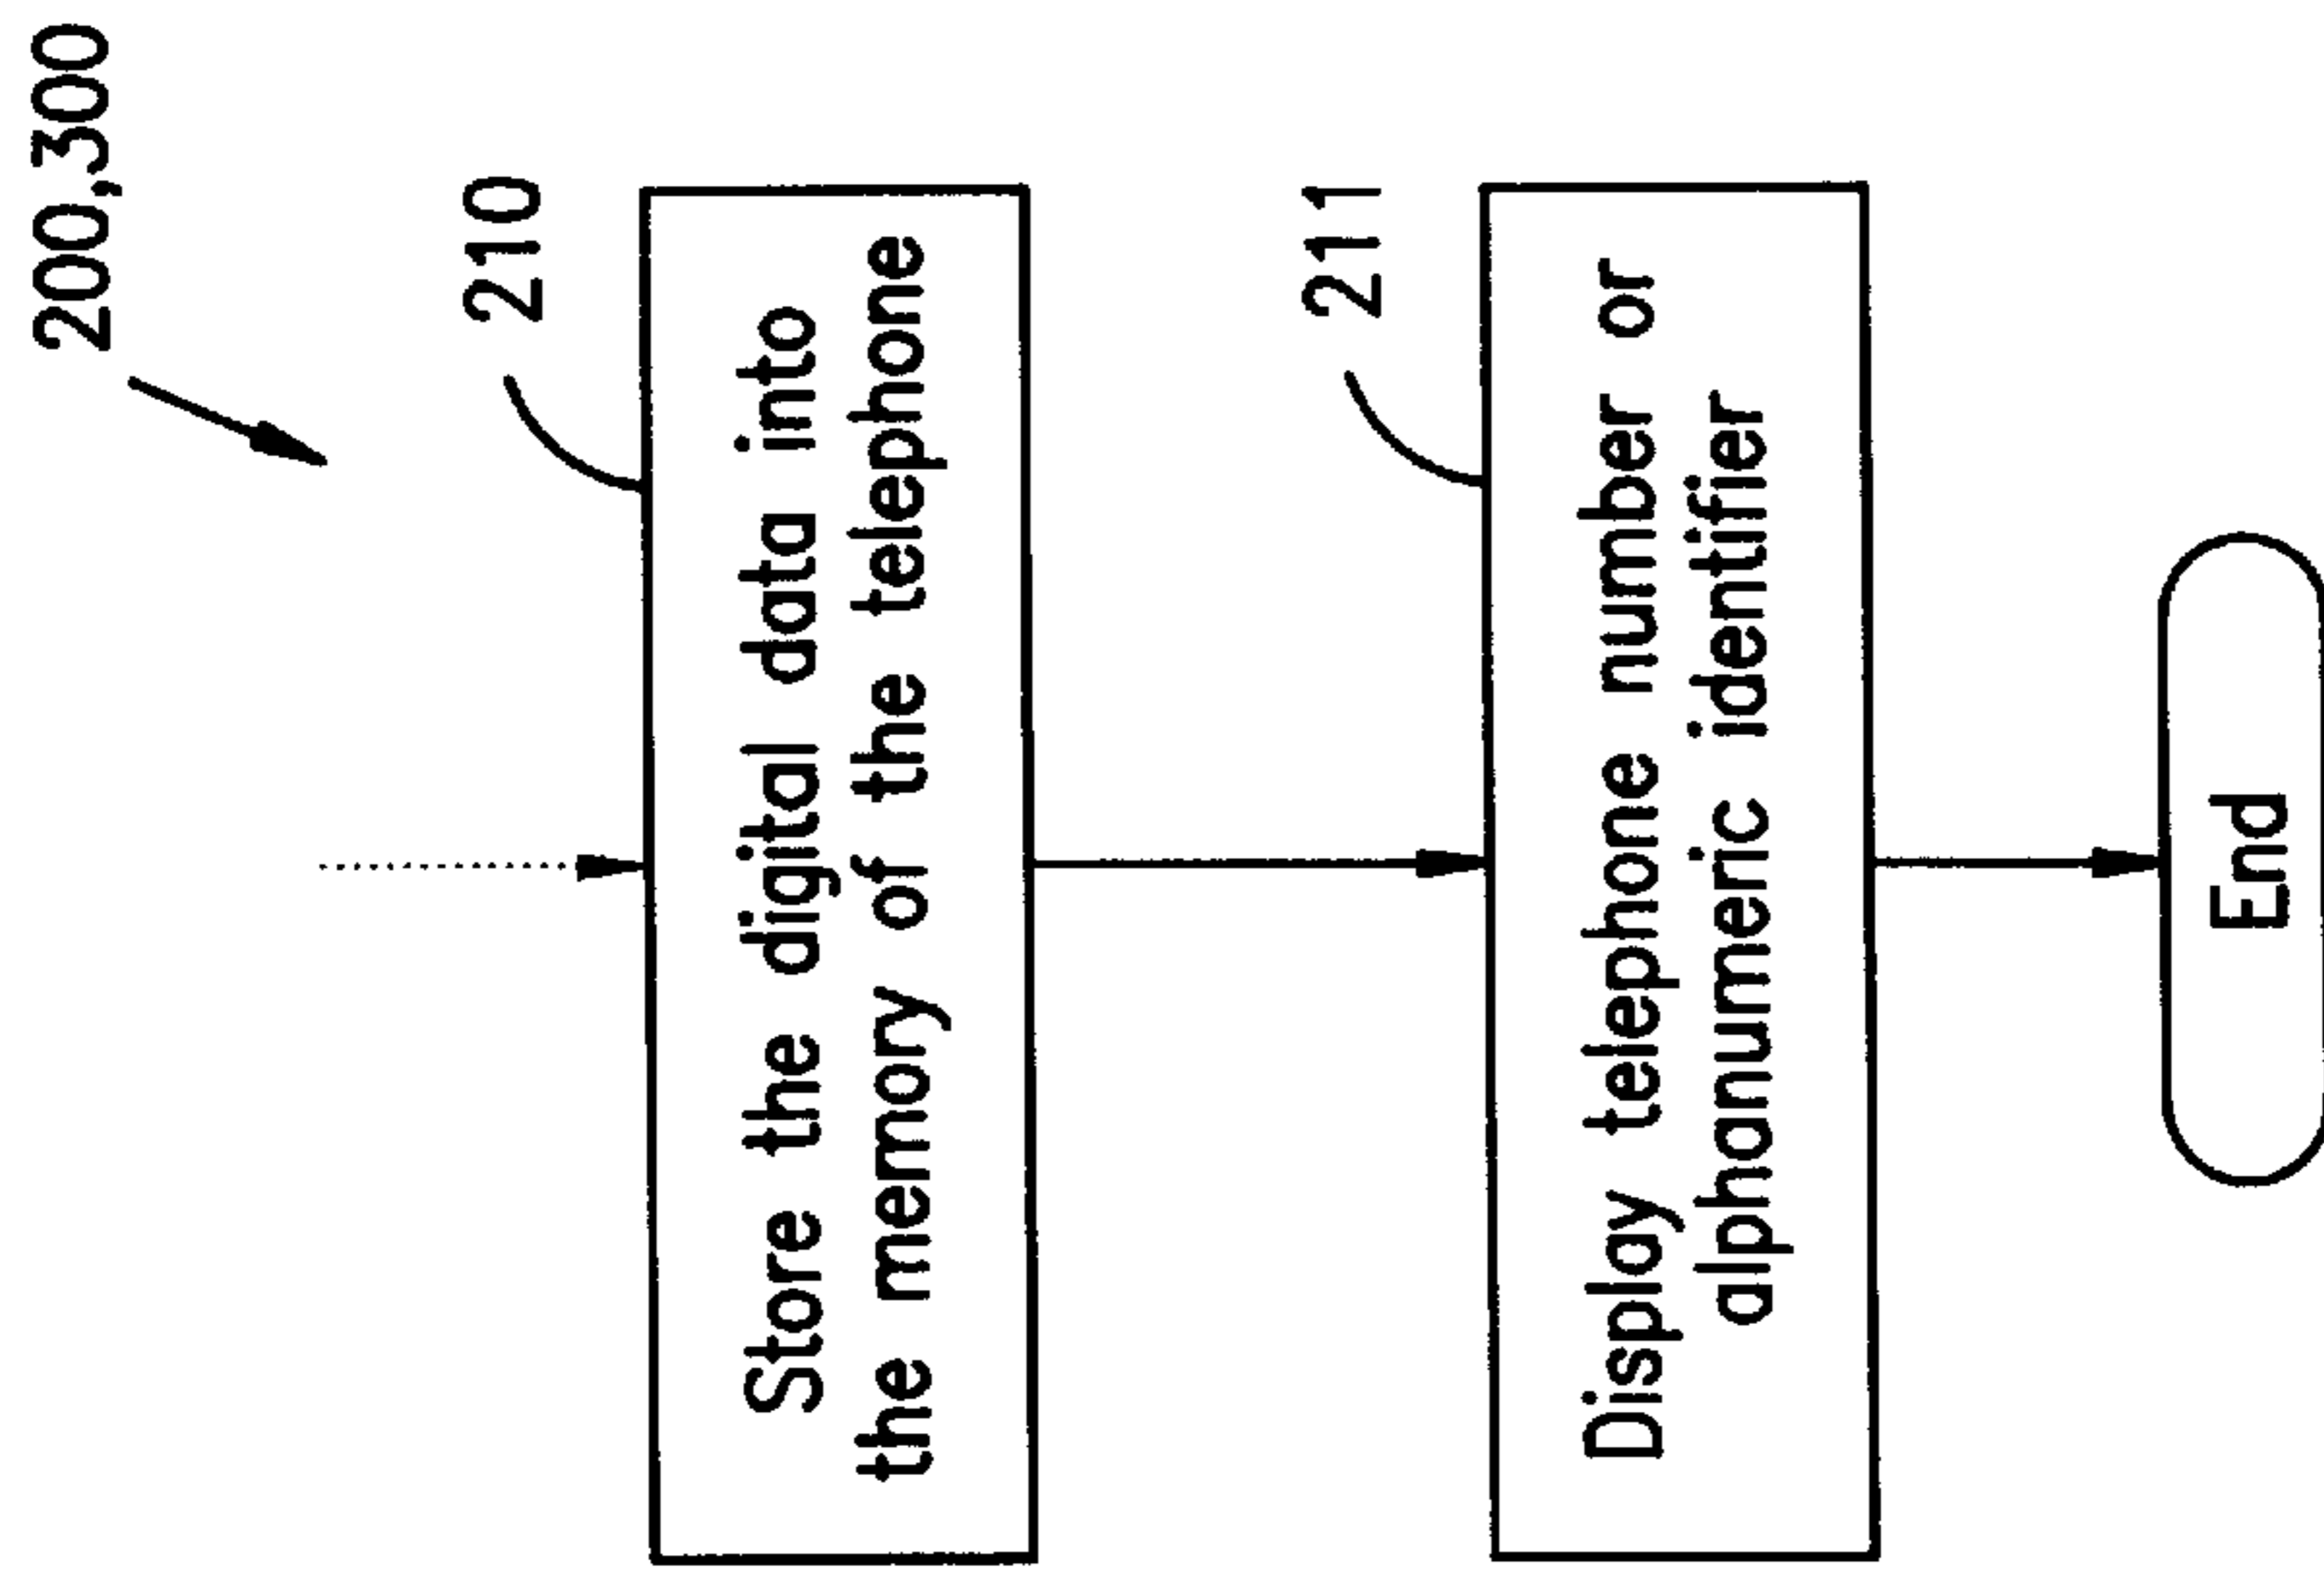 200,300
210
Store the digital data into
the memory of the telephone
211
Display telephone number or
alphanumeric identifier
End